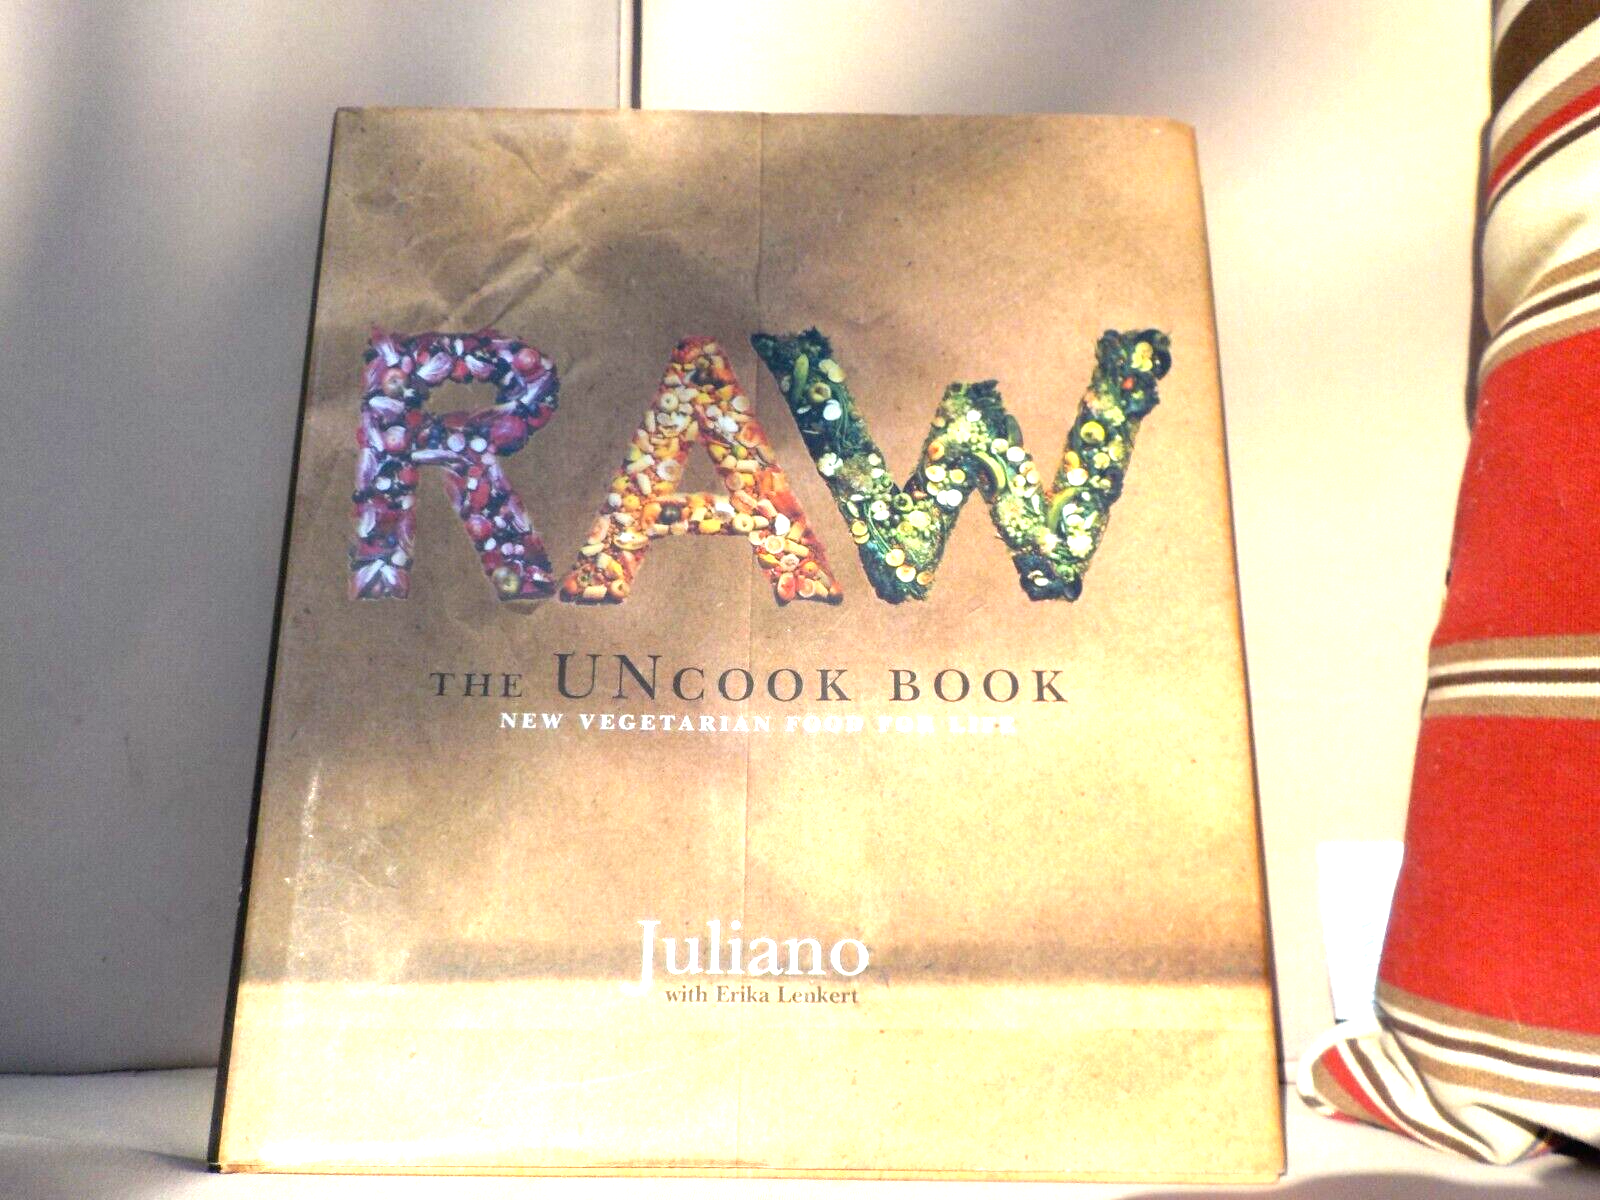 RAW
THE UNCOOK BOOK
NEW VEGETARIAN FOOD FOR LIFE
Juliano
with Erika Lenkert